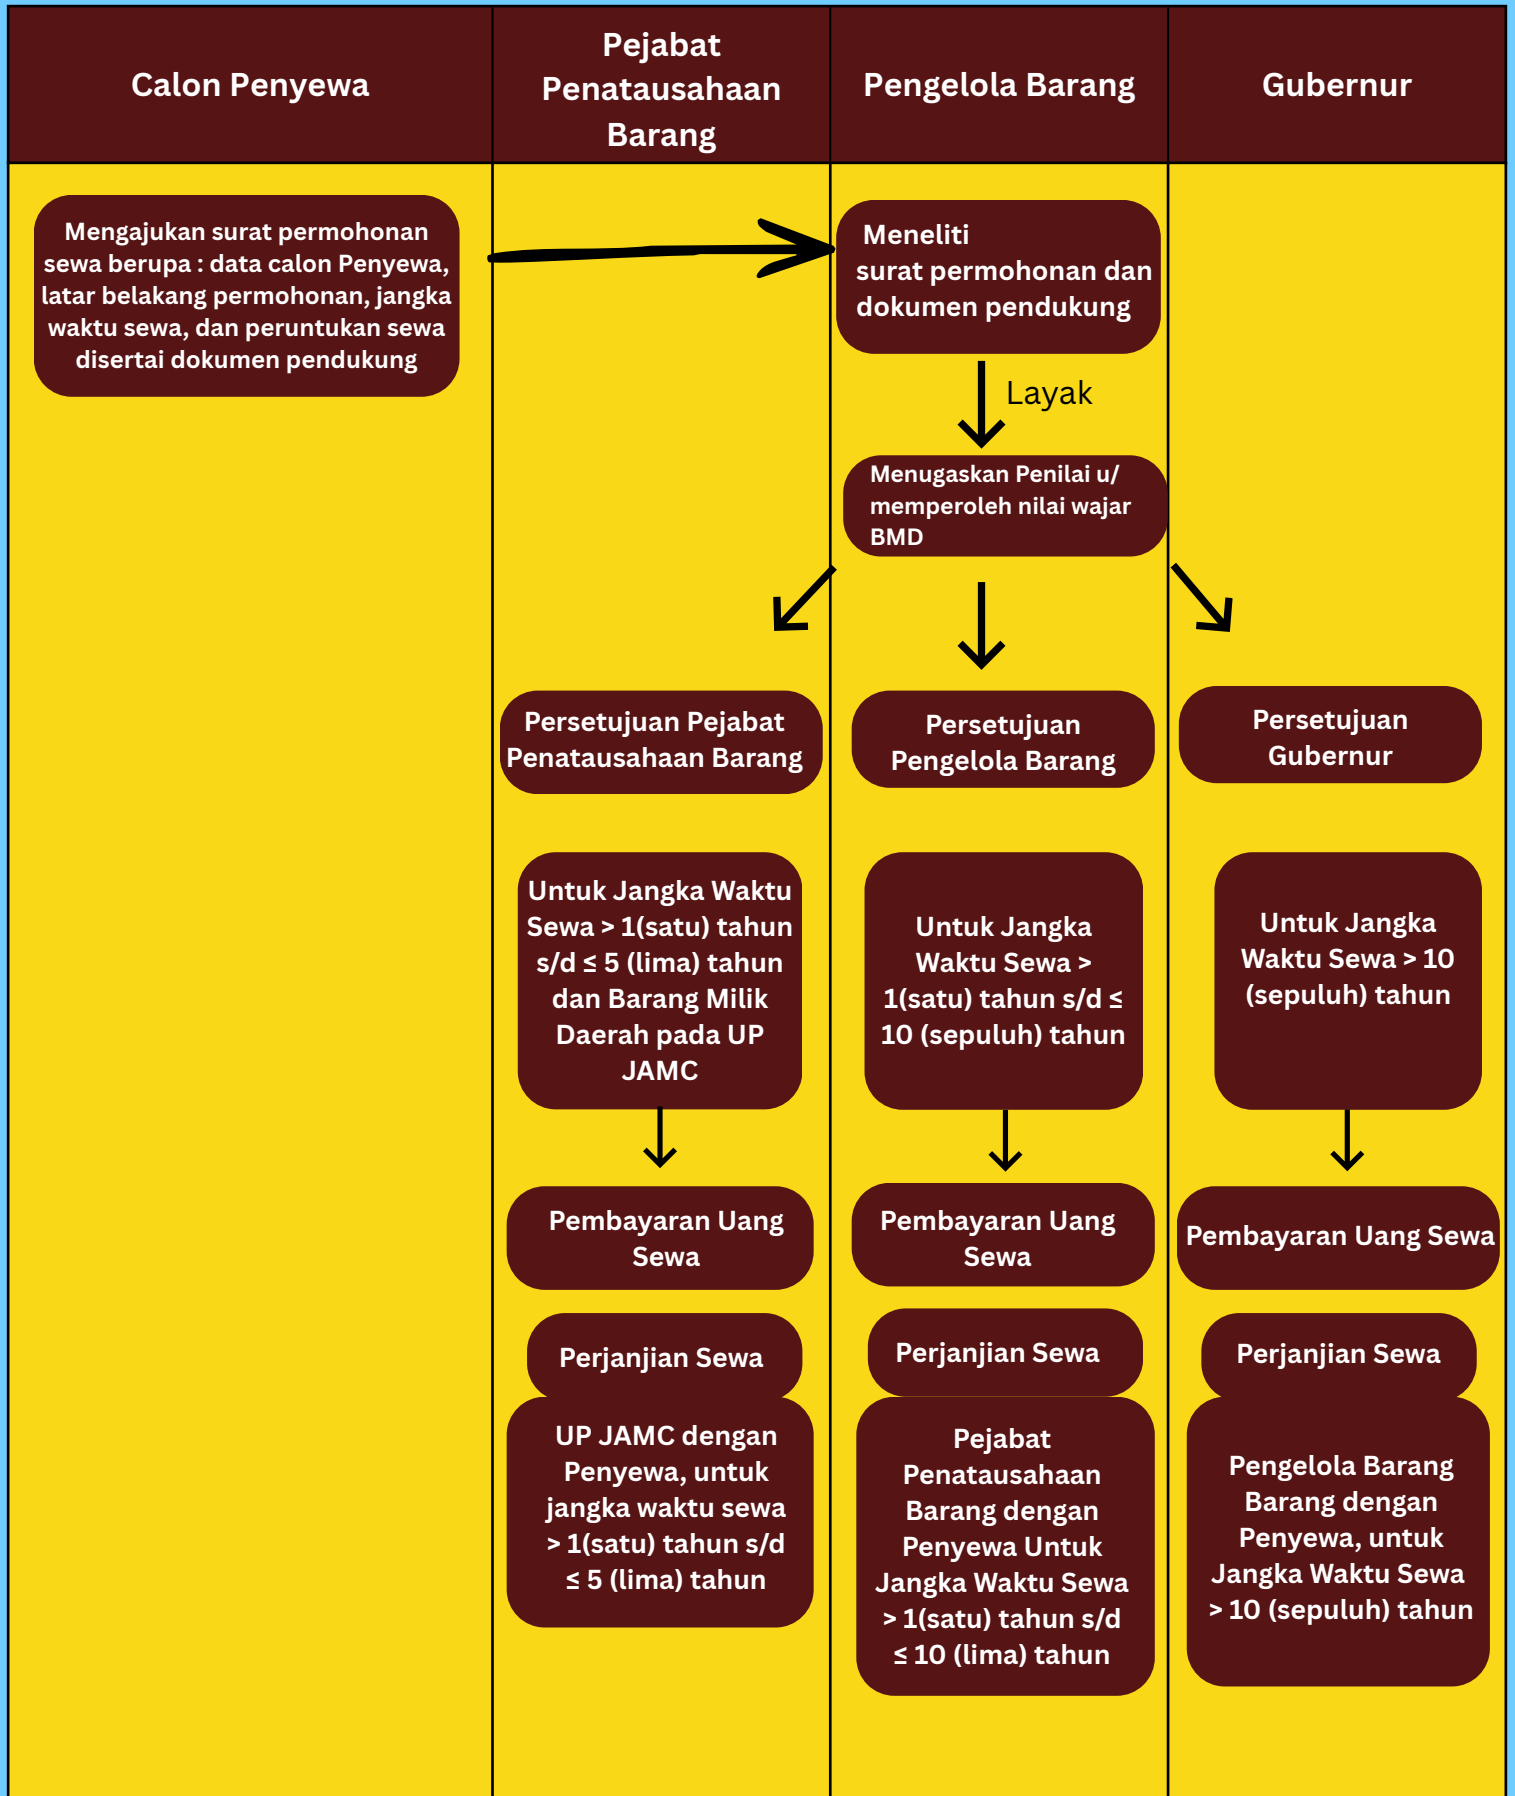 Calon Penyewa
Pejabat
Penatausahaan
Barang
Pengelola Barang
Gubernur
Mengajukan surat permohonan
sewa berupa : data calon Penyewa,
latar belakang permohonan, jangka
waktu sewa, dan peruntukan sewa
disertai dokumen pendukung
Meneliti
surat permohonan dan
dokumen pendukung
Layak
Menugaskan Penilai u/
memperoleh nilai wajar
BMD
Persetujuan Pejabat
Penatausahaan Barang
Persetujuan
Pengelola Barang
Persetujuan
Gubernur
Untuk Jangka Waktu
Sewa > 1(satu) tahun
s/d ≤ 5 (lima) tahun
dan Barang Milik
Daerah pada UP
JAMC
Untuk Jangka
Waktu Sewa >
1(satu) tahun s/d ≤
10 (sepuluh) tahun
Untuk Jangka
Waktu Sewa > 10
(sepuluh) tahun
Pembayaran Uang
Sewa
Pembayaran Uang
Sewa
Pembayaran Uang Sewa
Perjanjian Sewa
Perjanjian Sewa
Perjanjian Sewa
UP JAMC dengan
Penyewa, untuk
jangka waktu sewa
> 1(satu) tahun s/d
≤ 5 (lima) tahun
Pejabat
Penatausahaan
Barang dengan
Penyewa Untuk
Jangka Waktu Sewa
> 1(satu) tahun s/d
≤ 10 (lima) tahun
Pengelola Barang
Barang dengan
Penyewa, untuk
Jangka Waktu Sewa
> 10 (sepuluh) tahun